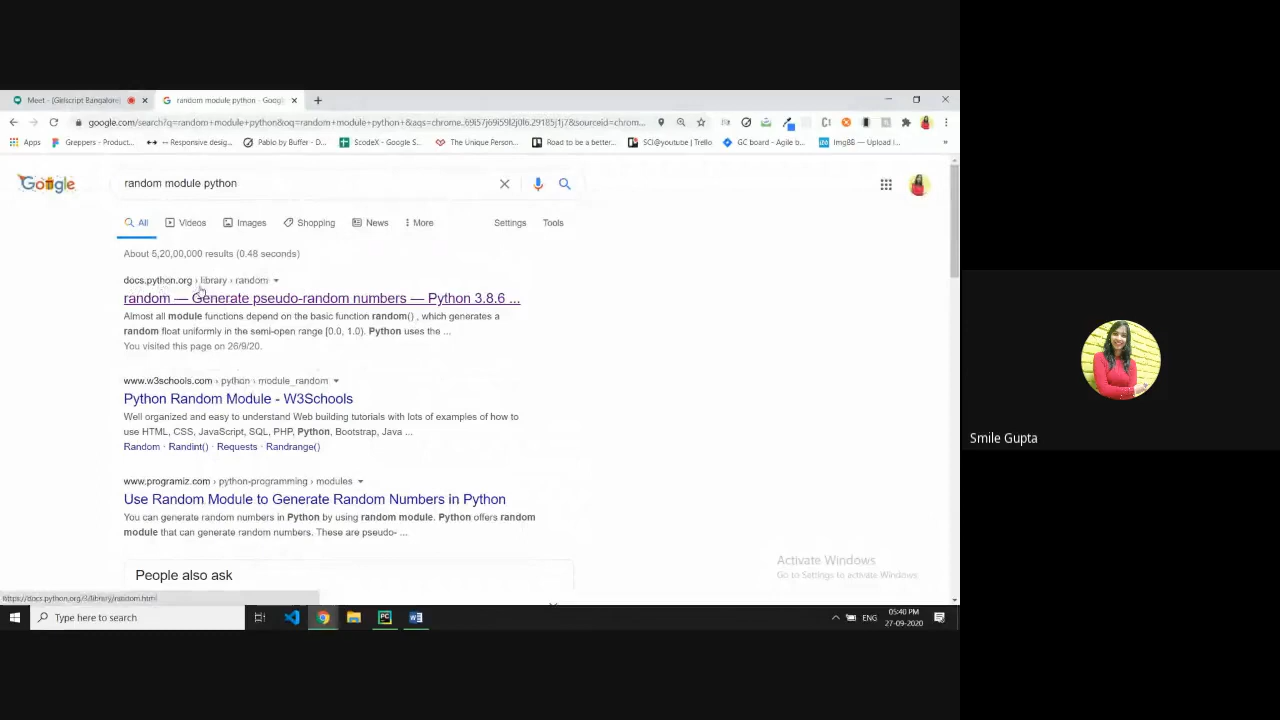 Meet - (Girlscript Bangalore)
random module python - Googl
google.com/search?q=random+module+python&oq=random+module+python+&aqs=chrome..69i57j69i59l2j0l6.29185j1j7&sourceid=chrom...
Apps Greppers - Product... Responsive desig... Pablo by Buffer - D... ScodeX - Google S... The Unique Person... Road to be a better... SCI@youtube | Trello GC board - Agile b... ImgBB — Upload I... »
Google
random module python
All Videos Images Shopping News More Settings Tools
About 5,20,00,000 results (0.48 seconds)
docs.python.org › library › random
random — Generate pseudo-random numbers — Python 3.8.6 ...
Almost all module functions depend on the basic function random() , which generates a
random float uniformly in the semi-open range [0.0, 1.0). Python uses the ...
You visited this page on 26/9/20.
www.w3schools.com › python › module_random
Python Random Module - W3Schools
Well organized and easy to understand Web building tutorials with lots of examples of how to
use HTML, CSS, JavaScript, SQL, PHP, Python, Bootstrap, Java ...
Random · Randint() · Requests · Randrange()
Smile Gupta
www.programiz.com › python-programming › modules
Use Random Module to Generate Random Numbers in Python
You can generate random numbers in Python by using random module. Python offers random
module that can generate random numbers. These are pseudo- ...
People also ask
Activate Windows
Go to Settings to activate Windows.
https://docs.python.org/3/library/random.html
Type here to search
ENG
05:40 PM
27-09-2020